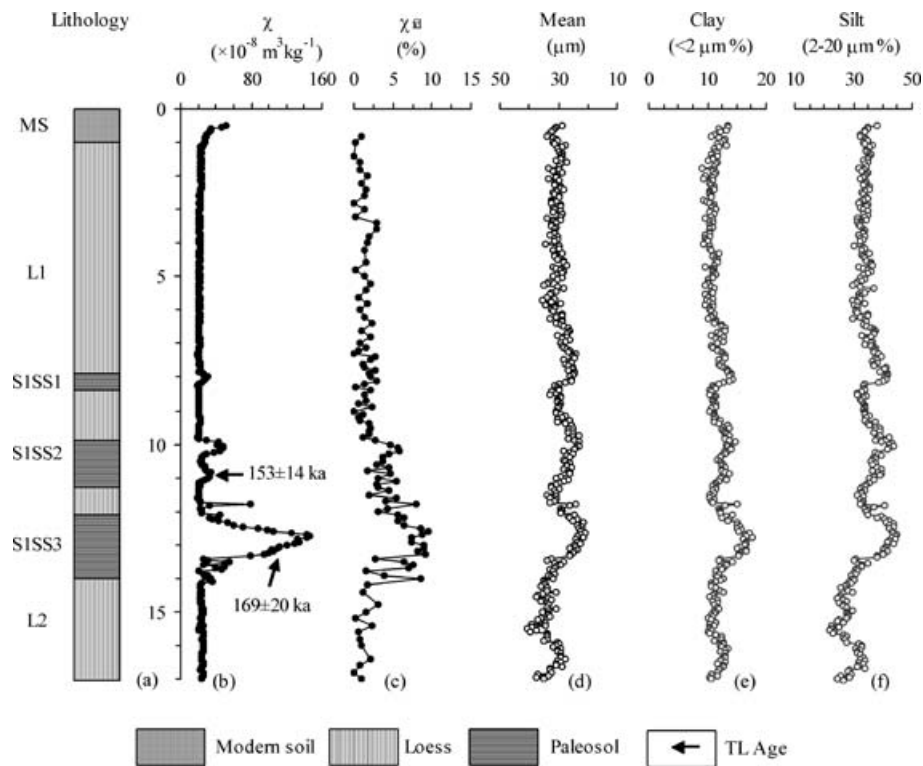 Lithology
χ
(×10⁻⁸ m³kg⁻¹)
0 80 160
χ
(%)
0 5 10 15
Mean
(μm)
50 30 10
Clay
(<2 μm %)
0 10 20
Silt
(2-20 μm %)
10 30 50
0
5
10
15
MS
L1
S1SS1
S1SS2
S1SS3
L2
153±14 ka
169±20 ka
(a)
(b)
(c)
(d)
(e)
(f)
Modern soil
Loess
Paleosol
TL Age